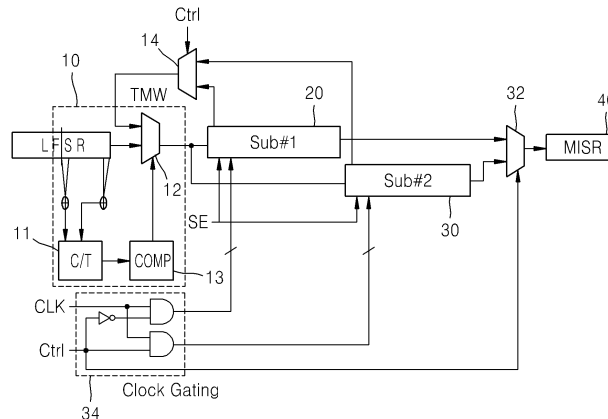 Ctrl
14
10
TMW
20
32
40
LFSR
Sub#1
MISR
12
Sub#2
SE
30
11
C/T
COMP
13
CLK
Ctrl
34
Clock Gating